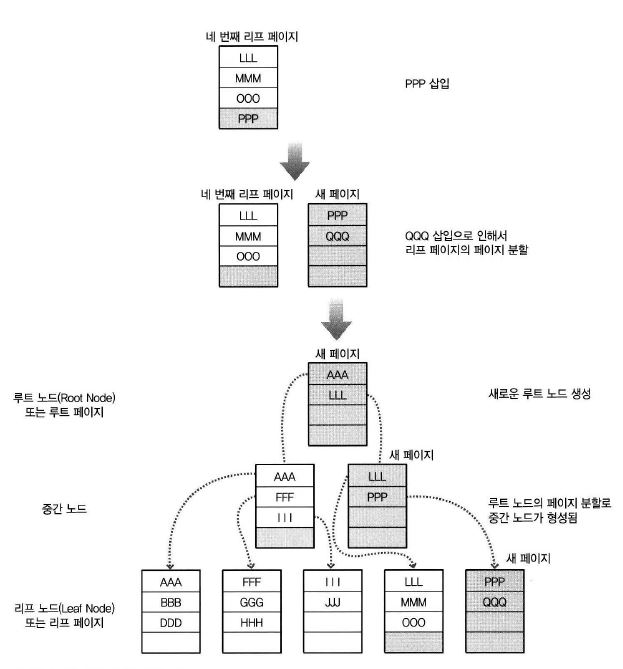 네 번째 리프 페이지
LLL
MMM
OOO
PPP
PPP 삽입
네 번째 리프 페이지
새 페이지
LLL
MMM
OOO
PPP
QQQ
QQQ 삽입으로 인해서
리프 페이지의 페이지 분할
새 페이지
AAA
LLL
루트 노드(Root Node)
또는 루트 페이지
새로운 루트 노드 생성
새 페이지
AAA
FFF
III
LLL
PPP
중간 노드
루트 노드의 페이지 분할로
중간 노드가 형성됨
새 페이지
리프 노드(Leaf Node)
또는 리프 페이지
AAA
BBB
DDD
FFF
GGG
HHH
III
JJJ
LLL
MMM
OOO
PPP
QQQ